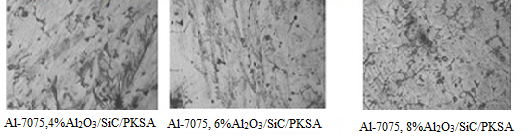 Al-7075,4%Al₂O₃/SiC/PKSA
Al-7075, 6%Al₂O₃/SiC/PKSA
Al-7075, 8%Al₂O₃/SiC/PKSA